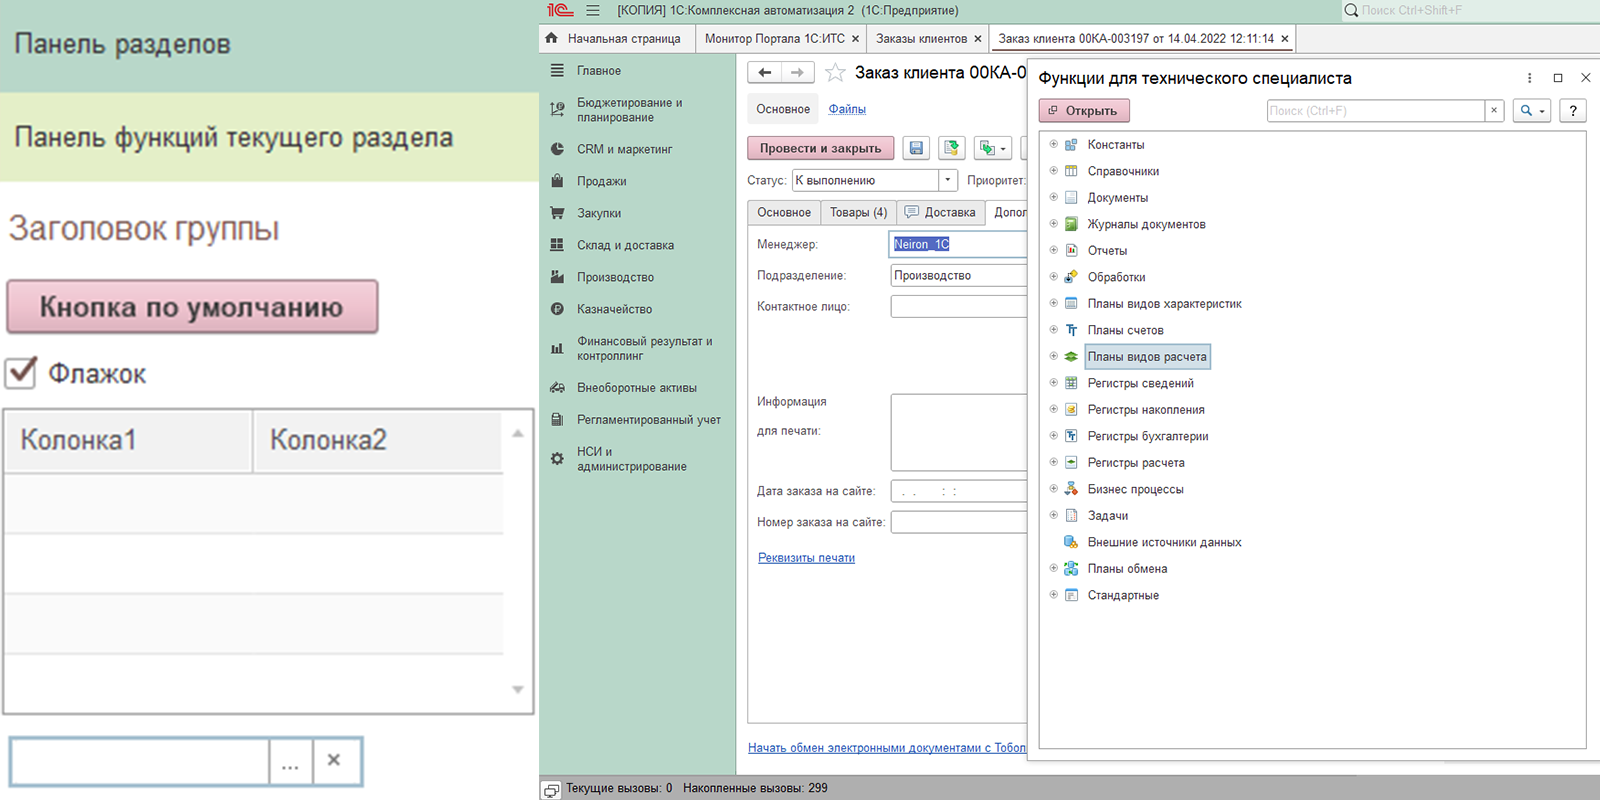 Панель разделов
Панель функций текущего раздела
Заголовок группы
Кнопка по умолчанию
Флажок
Колонка1 Колонка2
...
1С [КОПИЯ] 1С:Комплексная автоматизация 2 (1С:Предприятие) Поиск Ctrl+Shift+F
Начальная страница Монитор Портала 1С:ИТС Заказы клиентов Заказ клиента 00КА-003197 от 14.04.2022 12:11:14
Главное
Бюджетирование и
планирование
CRM и маркетинг
Продажи
Закупки
Склад и доставка
Производство
Казначейство
Финансовый результат и
контроллинг
Внеоборотные активы
Регламентированный учет
НСИ и
администрирование
Заказ клиента 00КА-0
Основное Файлы
Провести и закрыть
Статус: К выполнению Приоритет:
Основное Товары (4) Доставка Допол
Менеджер: Neiron_1C
Подразделение: Производство
Контактное лицо:
Информация
для печати:
Дата заказа на сайте: . . : :
Номер заказа на сайте:
Реквизиты печати
Начать обмен электронными документами с Тобол
Функции для технического специалиста
Открыть Поиск (Ctrl+F) ?
Константы
Справочники
Документы
Журналы документов
Отчеты
Обработки
Планы видов характеристик
Планы счетов
Планы видов расчета
Регистры сведений
Регистры накопления
Регистры бухгалтерии
Регистры расчета
Бизнес процессы
Задачи
Внешние источники данных
Планы обмена
Стандартные
Текущие вызовы: 0 Накопленные вызовы: 299